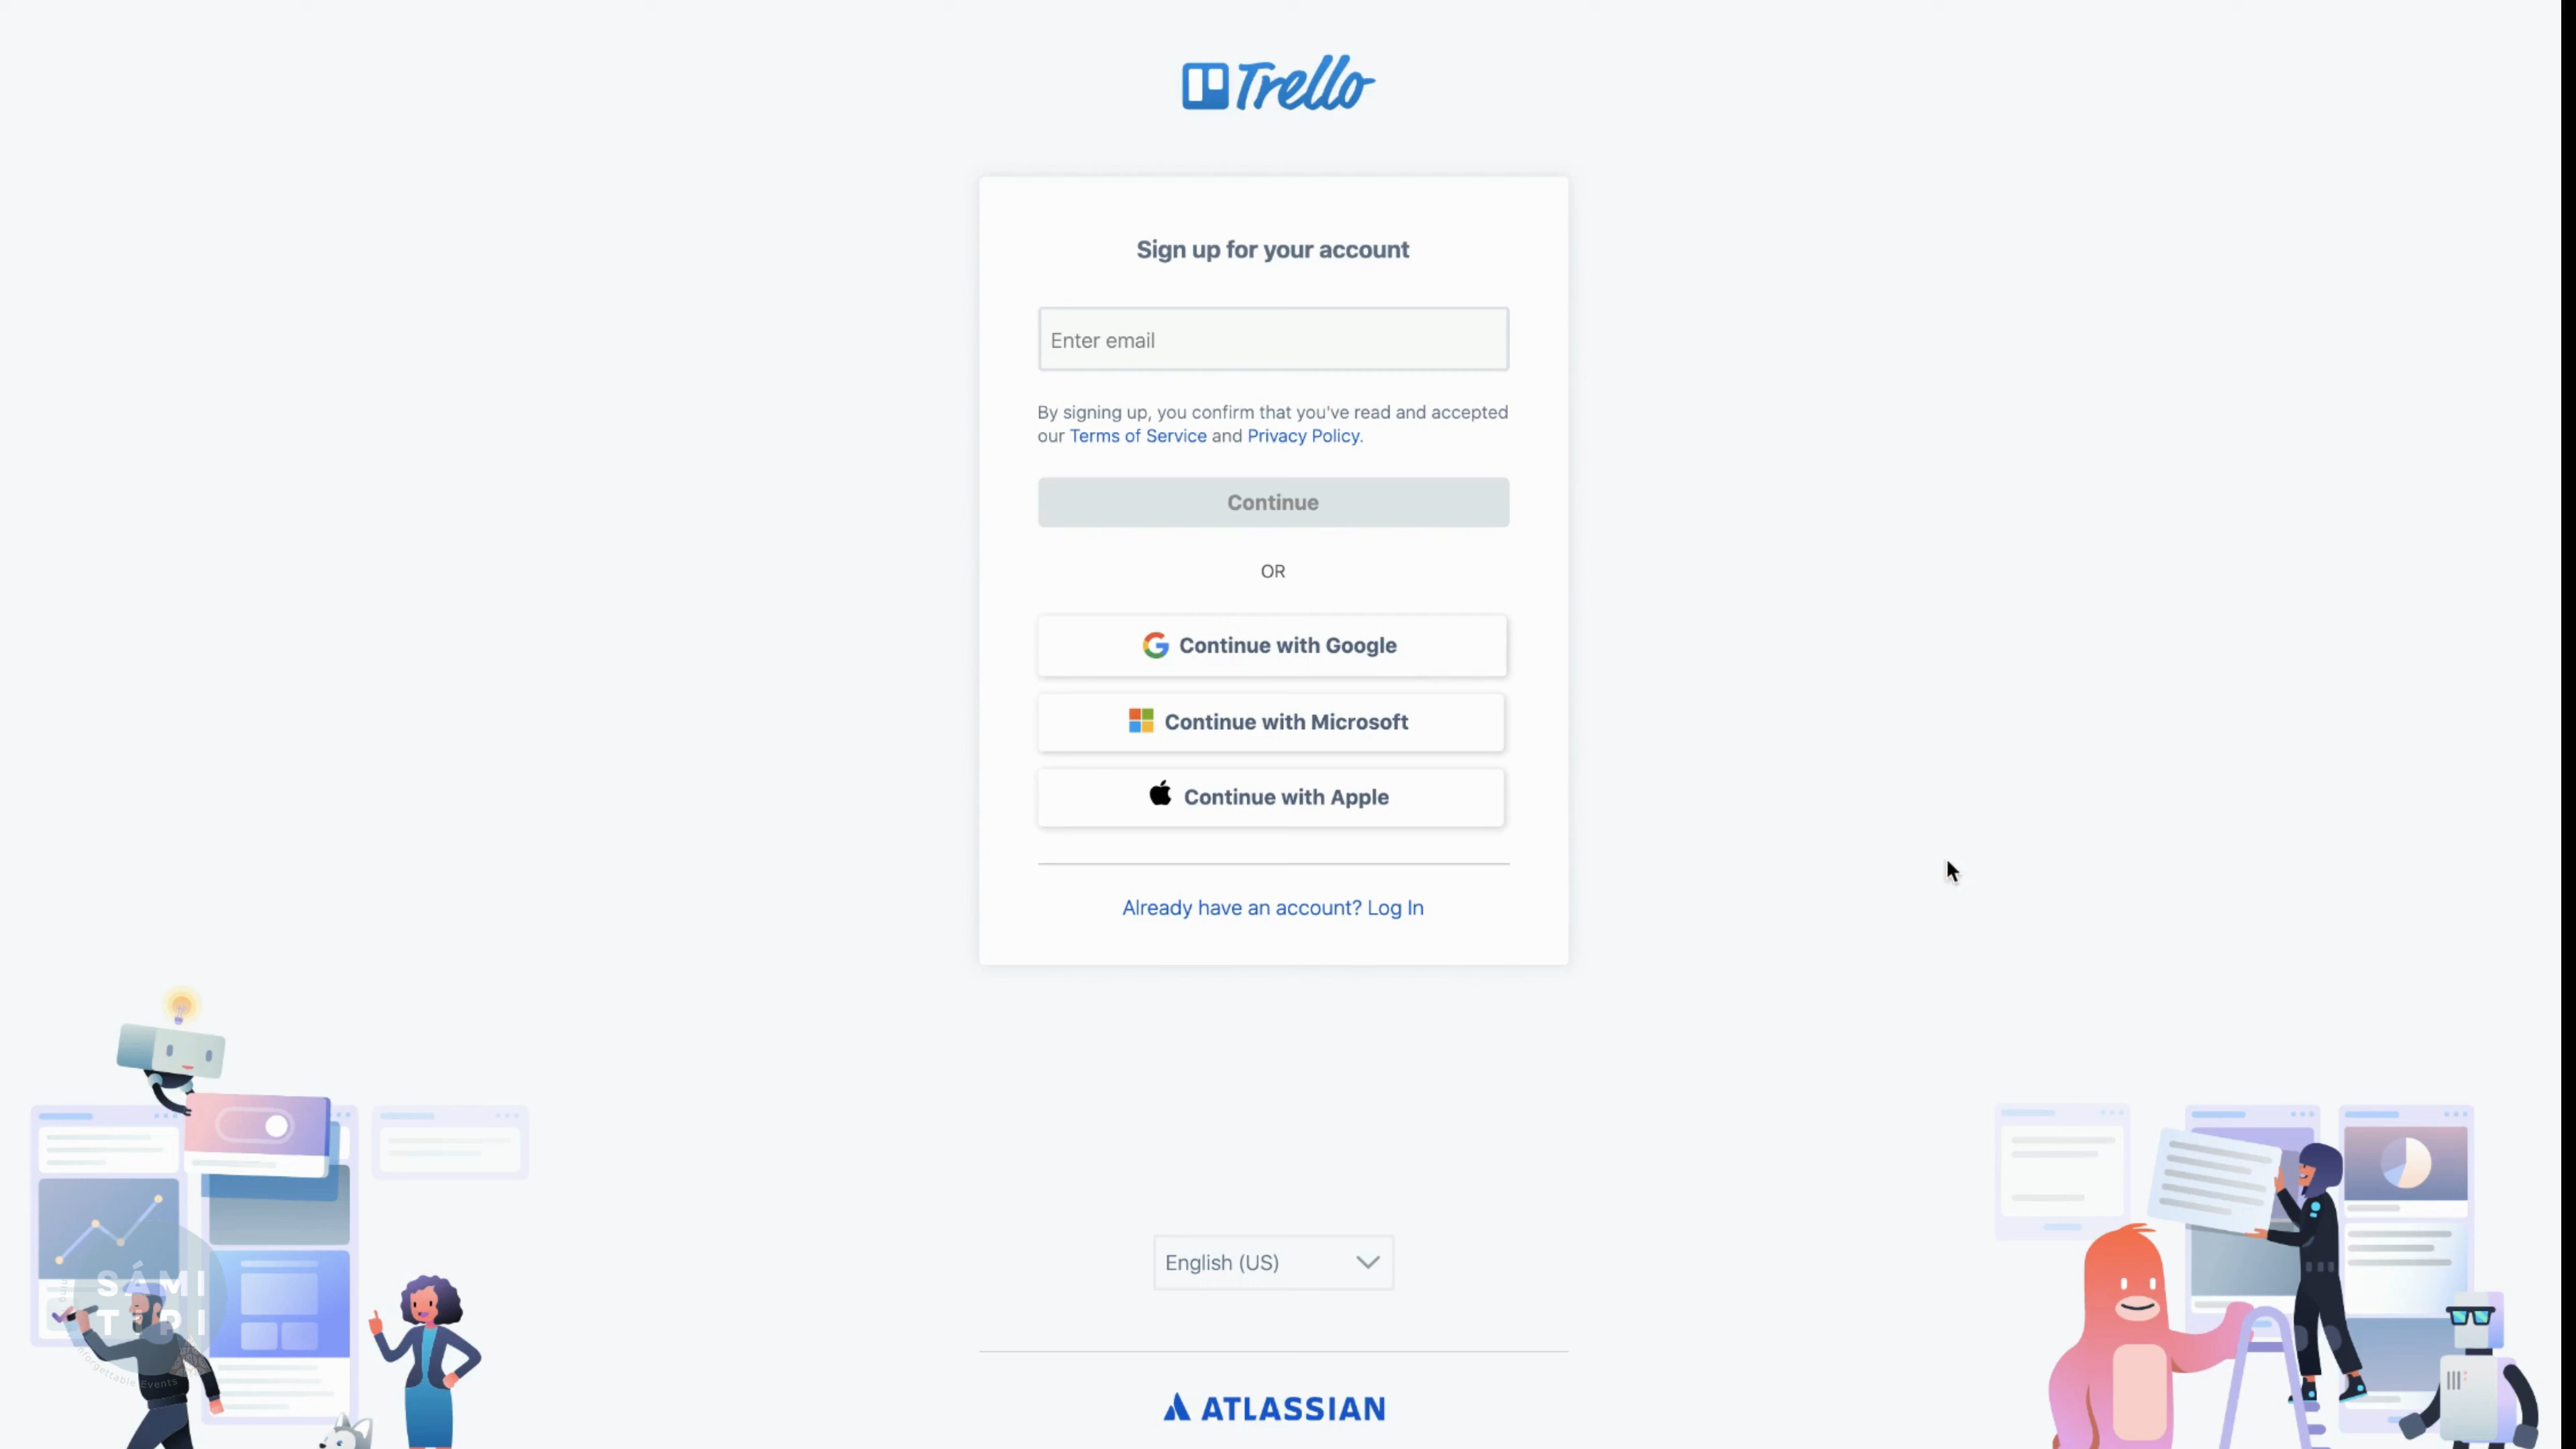 Trello
Sign up for your account
Enter email
By signing up, you confirm that you've read and accepted
our Terms of Service and Privacy Policy.
Continue
OR
Continue with Google
Continue with Microsoft
Continue with Apple
Already have an account? Log In
SÁMI
TIPI
English (US)
ATLASSIAN